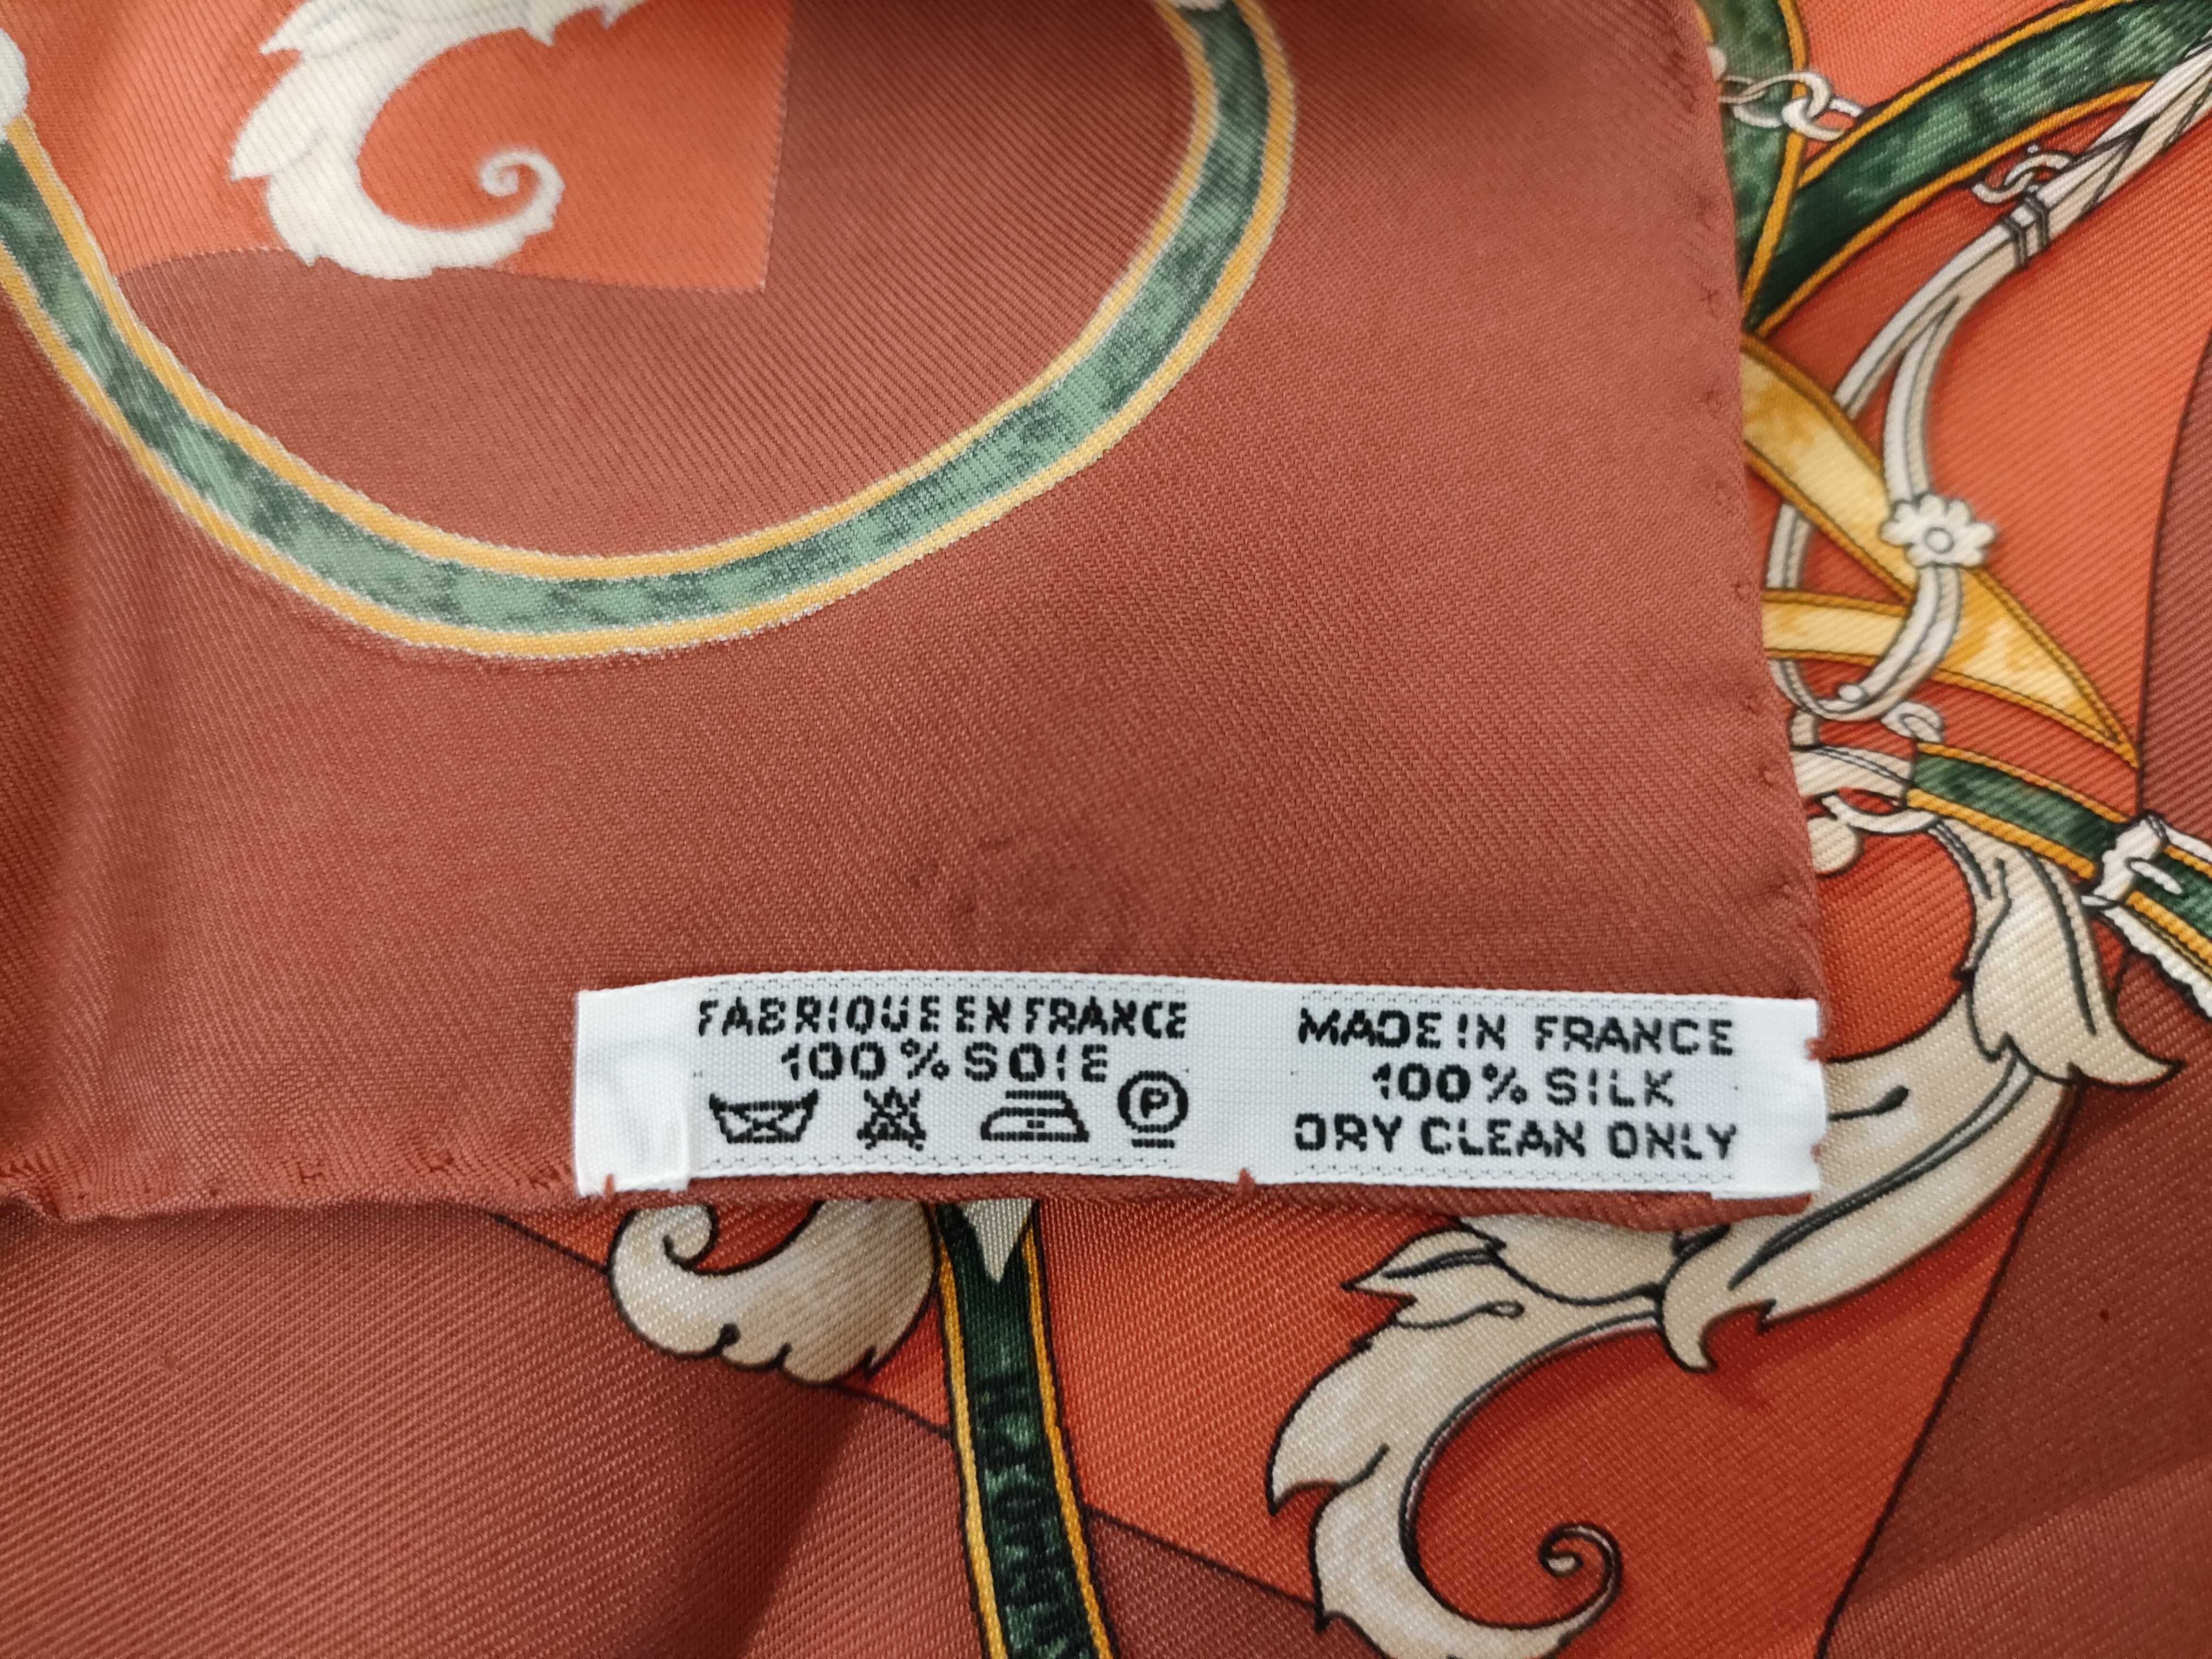 FABRIQUE EN FRANCE
100% SOIE
P
MADE IN FRANCE
100% SILK
DRY CLEAN ONLY